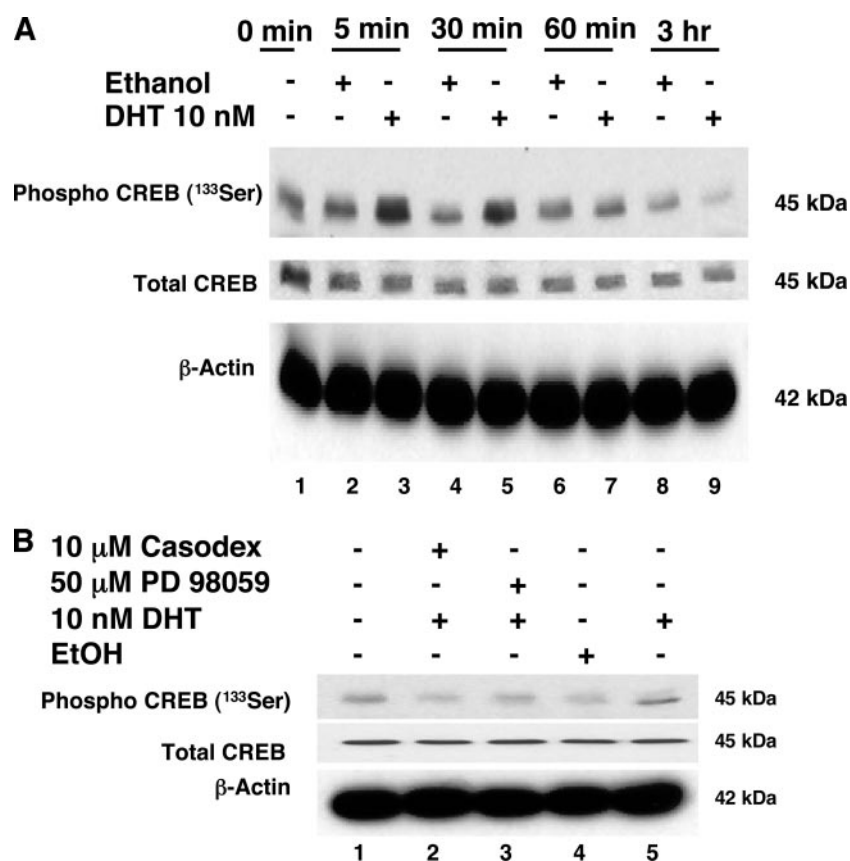 A
0 min 5 min 30 min 60 min 3 hr
Ethanol - + - + - + - + -
DHT 10 nM - - + - + - + - +
Phospho CREB (¹³³Ser) 45 kDa
Total CREB 45 kDa
β-Actin 42 kDa
1 2 3 4 5 6 7 8 9
B
10 μM Casodex - + - - -
50 μM PD 98059 - - + - -
10 nM DHT - + + - +
EtOH - - - + -
Phospho CREB (¹³³Ser) 45 kDa
Total CREB 45 kDa
β-Actin 42 kDa
1 2 3 4 5